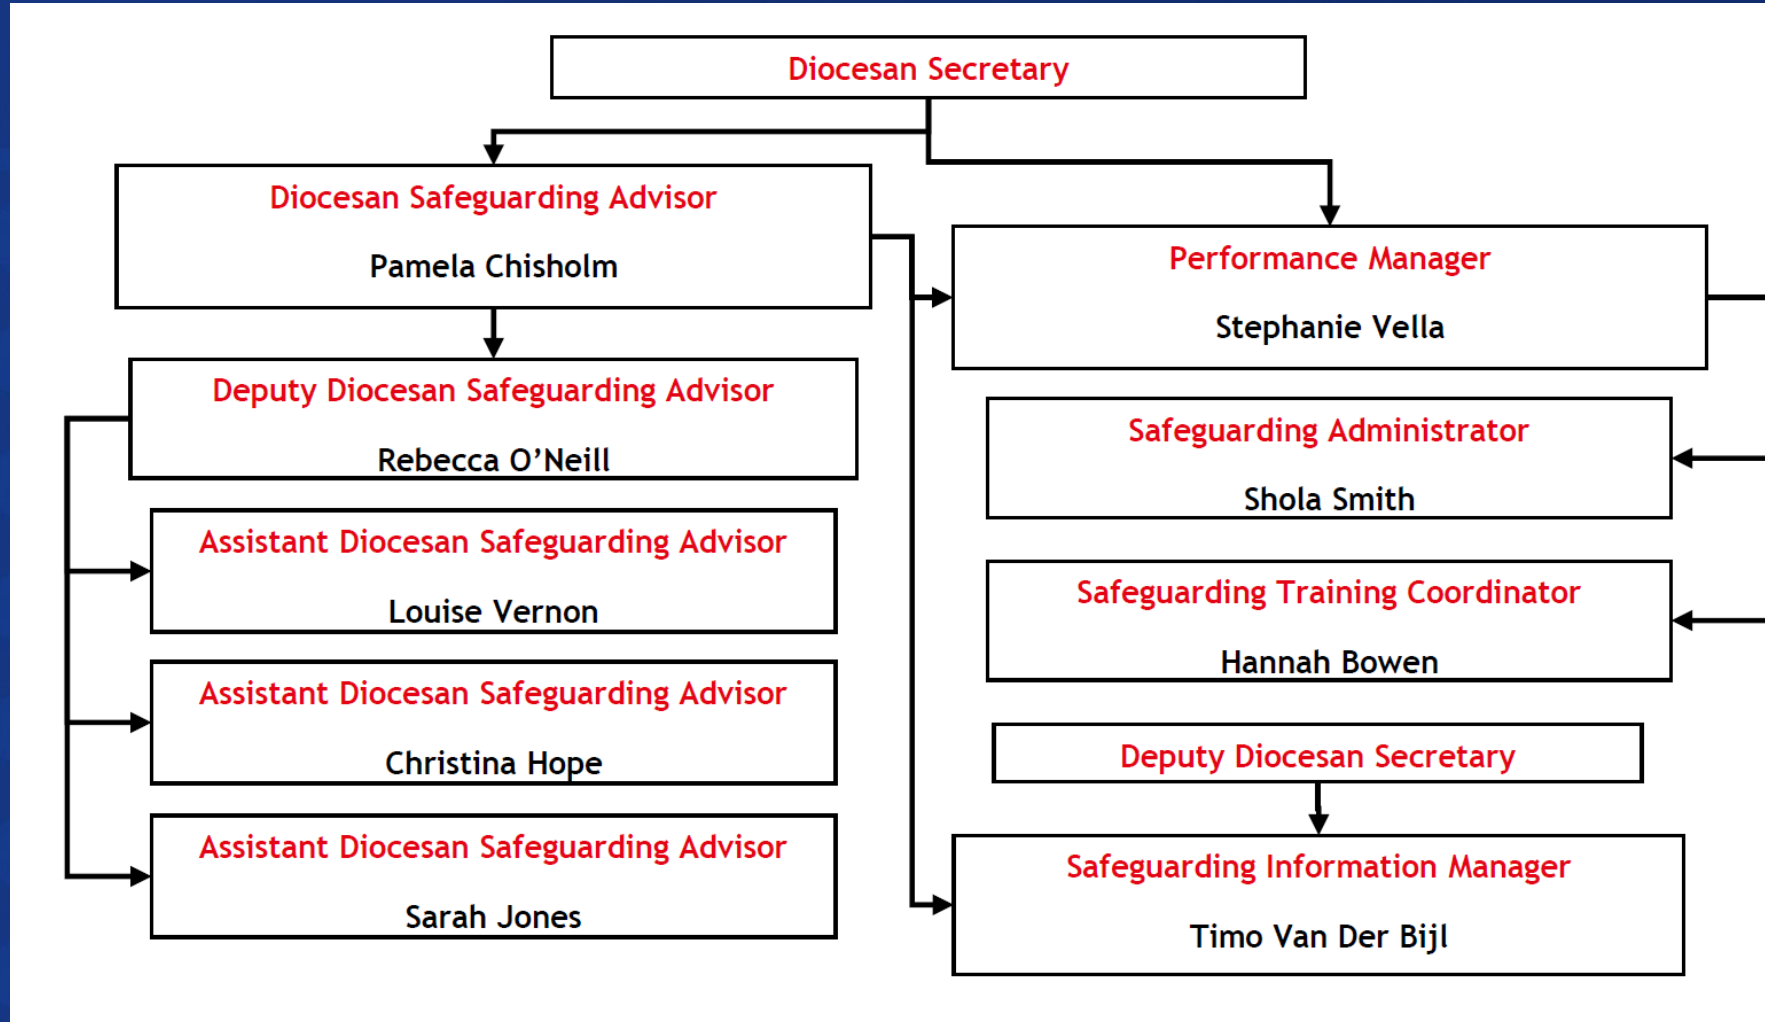 Diocesan Secretary
Diocesan Safeguarding Advisor
Pamela Chisholm
Deputy Diocesan Safeguarding Advisor
Rebecca O’Neill
Assistant Diocesan Safeguarding Advisor
Louise Vernon
Assistant Diocesan Safeguarding Advisor
Christina Hope
Assistant Diocesan Safeguarding Advisor
Sarah Jones
Performance Manager
Stephanie Vella
Safeguarding Administrator
Shola Smith
Safeguarding Training Coordinator
Hannah Bowen
Deputy Diocesan Secretary
Safeguarding Information Manager
Timo Van Der Bijl